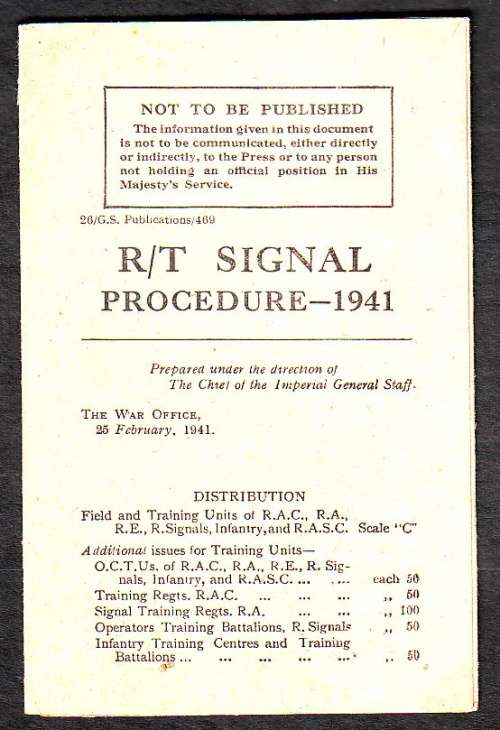 NOT TO BE PUBLISHED
The information given in this document
is not to be communicated, either directly
or indirectly, to the Press or to any person
not holding an official position in His
Majesty's Service.
26/G.S. Publications/469
R/T SIGNAL
PROCEDURE—1941
Prepared under the direction of
The Chief of the Imperial General Staff.
THE WAR OFFICE,
25 February, 1941.
DISTRIBUTION
Field and Training Units of R.A.C., R.A.,
R.E., R.Signals, Infantry, and R.A.S.C. Scale "C"
Additional issues for Training Units—
O.C.T.Us. of R.A.C., R.A., R.E., R. Sig-
nals, Infantry, and R.A.S.C. ... .... each 50
Training Regts. R.A.C. ... ... ... ,, 50
Signal Training Regts. R.A. ... ... ,, 100
Operators Training Battalions, R. Signals . ,, 50
Infantry Training Centres and Training
Battalions ... ... ... ... ... ,, 50